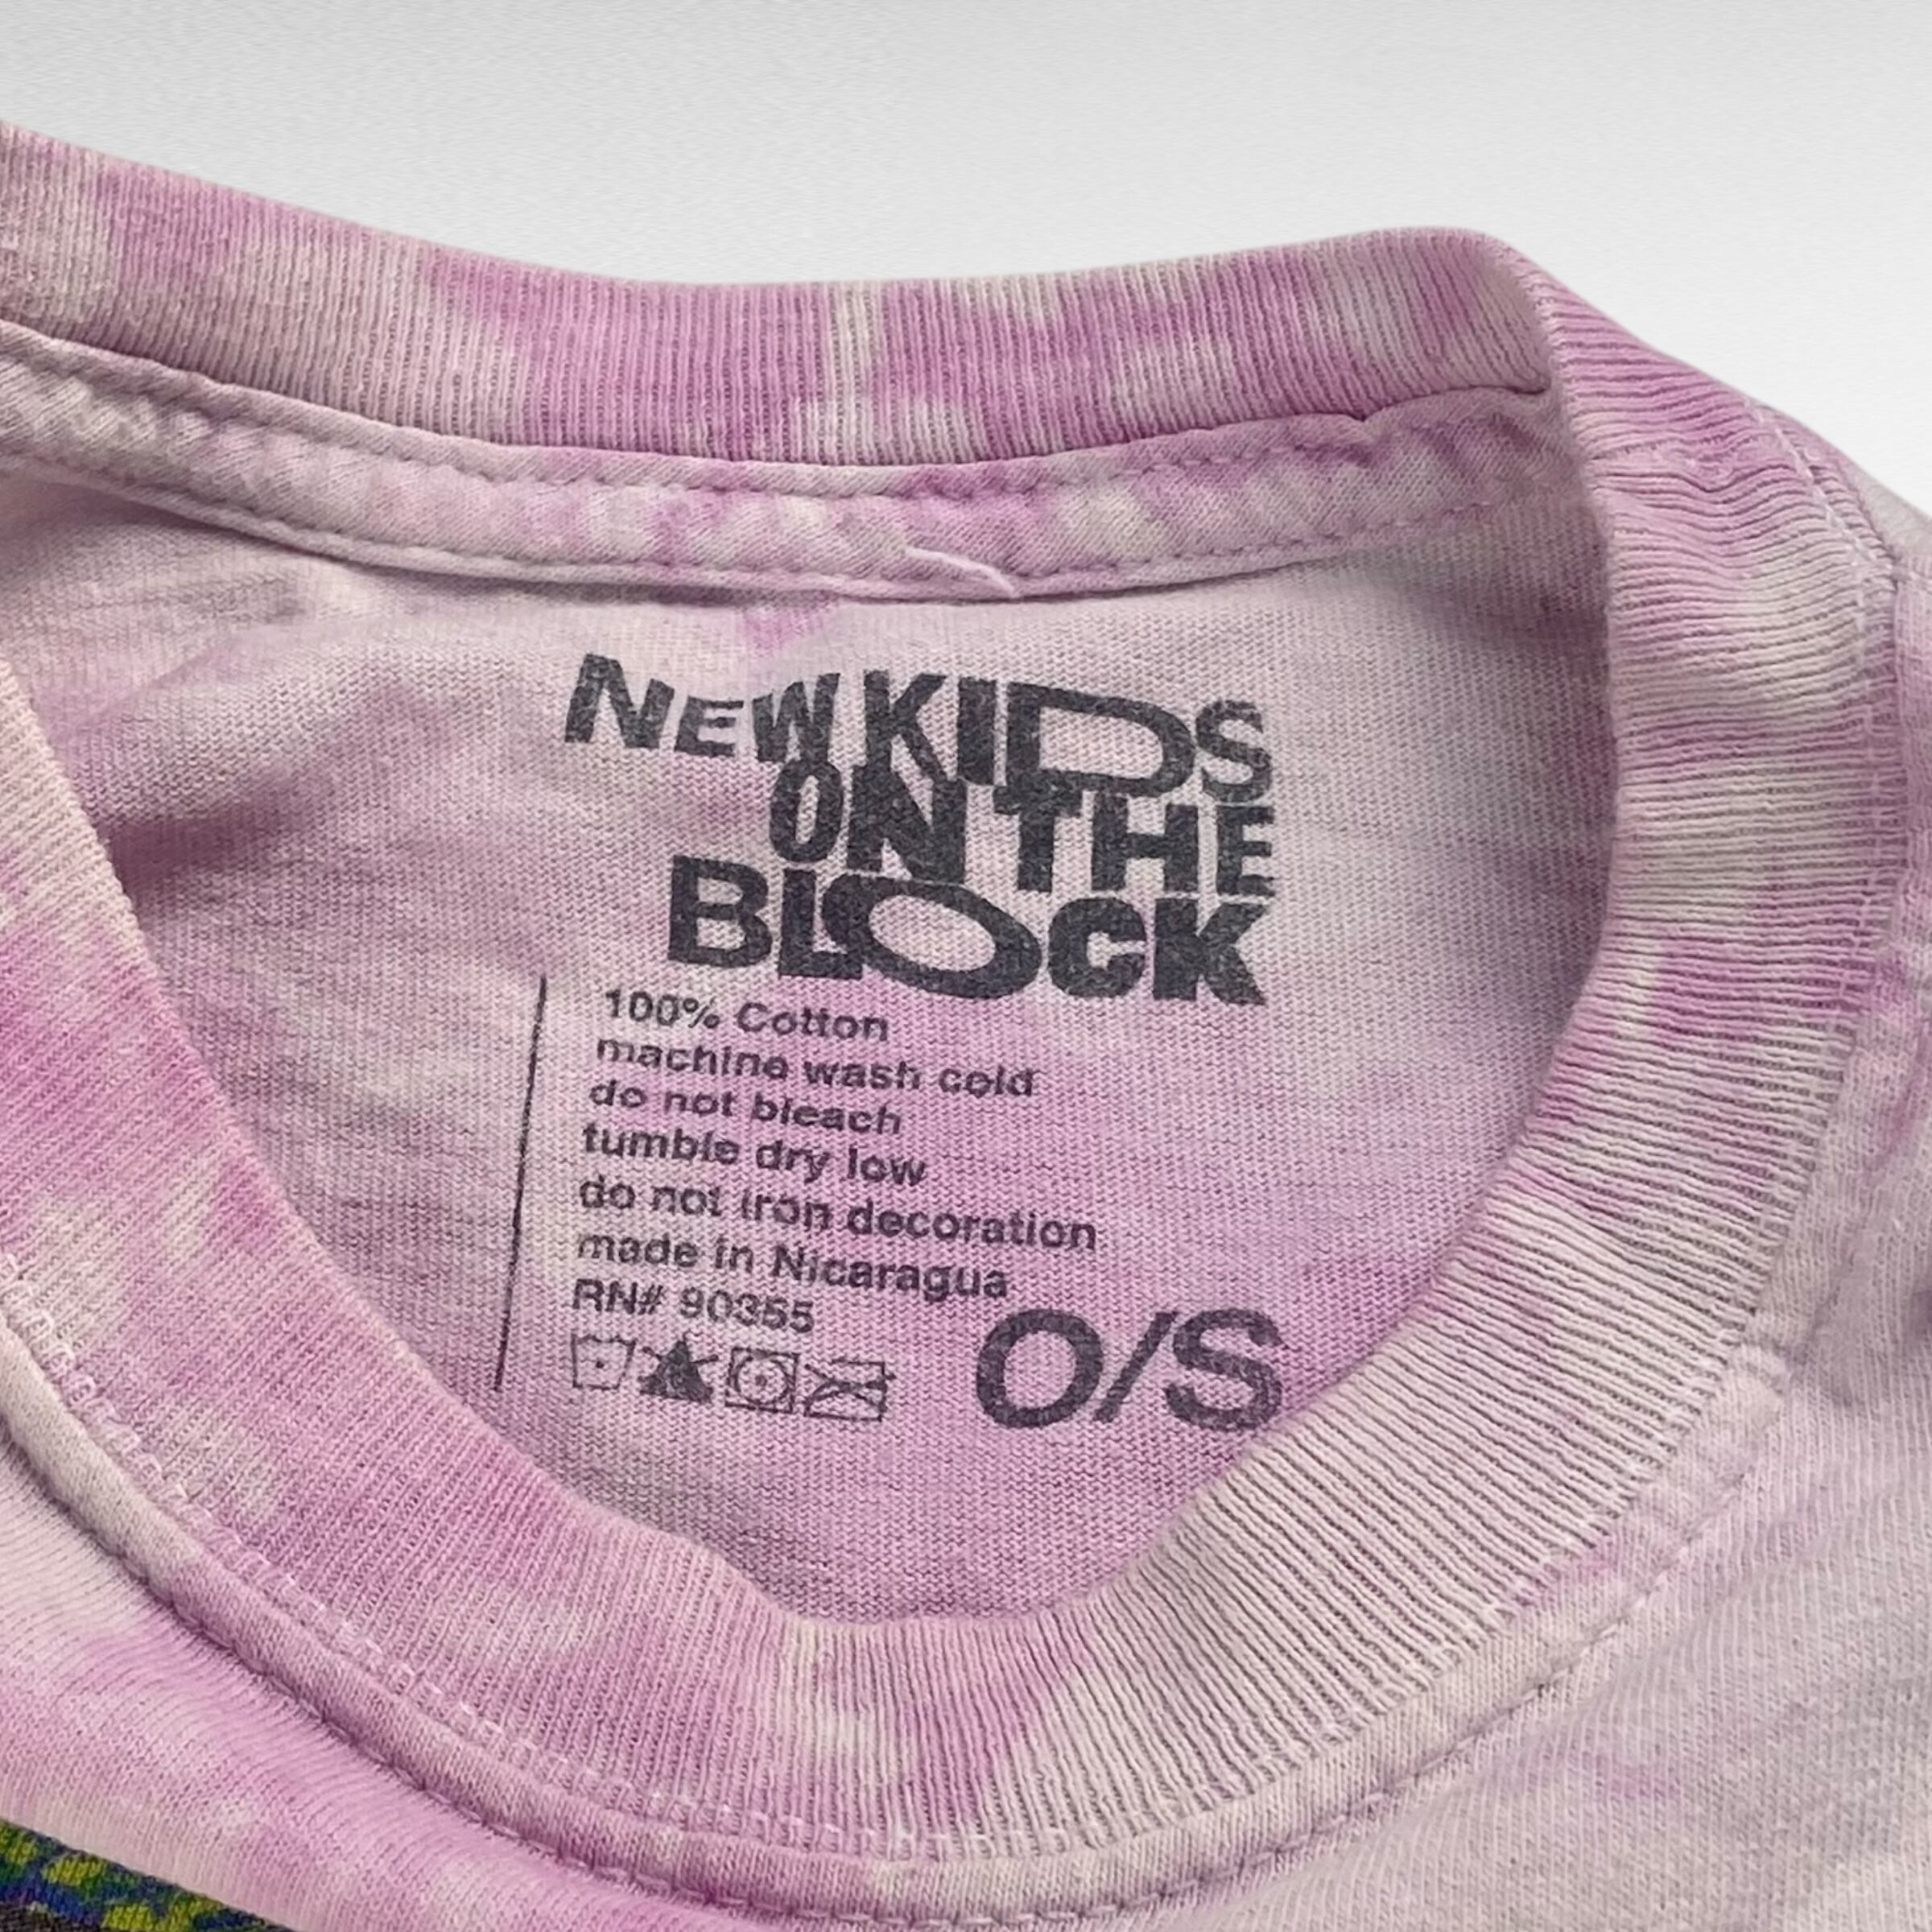 NEW KIDS
ON THE
BLOCK
100% Cotton
machine wash cold
do not bleach
tumble dry low
do not iron decoration
made in Nicaragua
RN# 90355
O/S